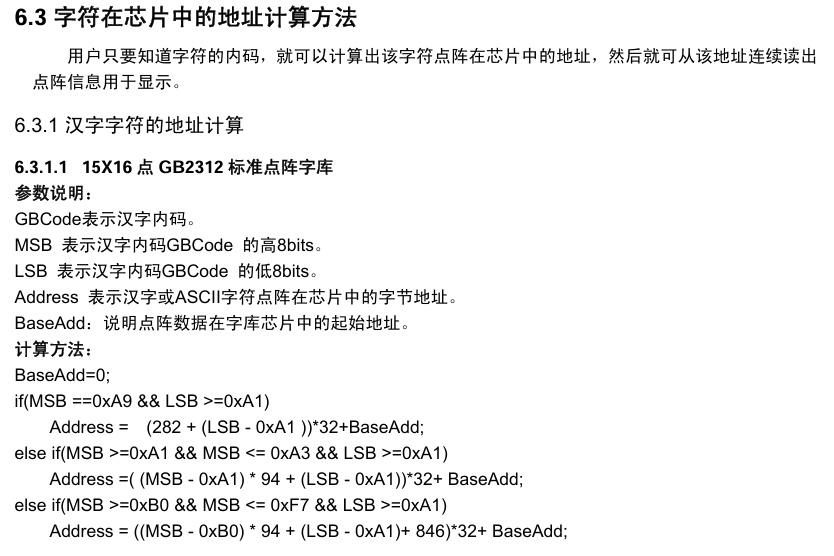 6.3 字符在芯片中的地址计算方法
用户只要知道字符的内码，就可以计算出该字符点阵在芯片中的地址，然后就可从该地址连续读出
点阵信息用于显示。
6.3.1 汉字字符的地址计算
6.3.1.1 15X16 点 GB2312 标准点阵字库
参数说明：
GBCode表示汉字内码。
MSB 表示汉字内码GBCode 的高8bits。
LSB 表示汉字内码GBCode 的低8bits。
Address 表示汉字或ASCII字符点阵在芯片中的字节地址。
BaseAdd：说明点阵数据在字库芯片中的起始地址。
计算方法：
BaseAdd=0;
if(MSB ==0xA9 && LSB >=0xA1)
Address = (282 + (LSB - 0xA1 ))*32+BaseAdd;
else if(MSB >=0xA1 && MSB <= 0xA3 && LSB >=0xA1)
Address =( (MSB - 0xA1) * 94 + (LSB - 0xA1))*32+ BaseAdd;
else if(MSB >=0xB0 && MSB <= 0xF7 && LSB >=0xA1)
Address = ((MSB - 0xB0) * 94 + (LSB - 0xA1)+ 846)*32+ BaseAdd;